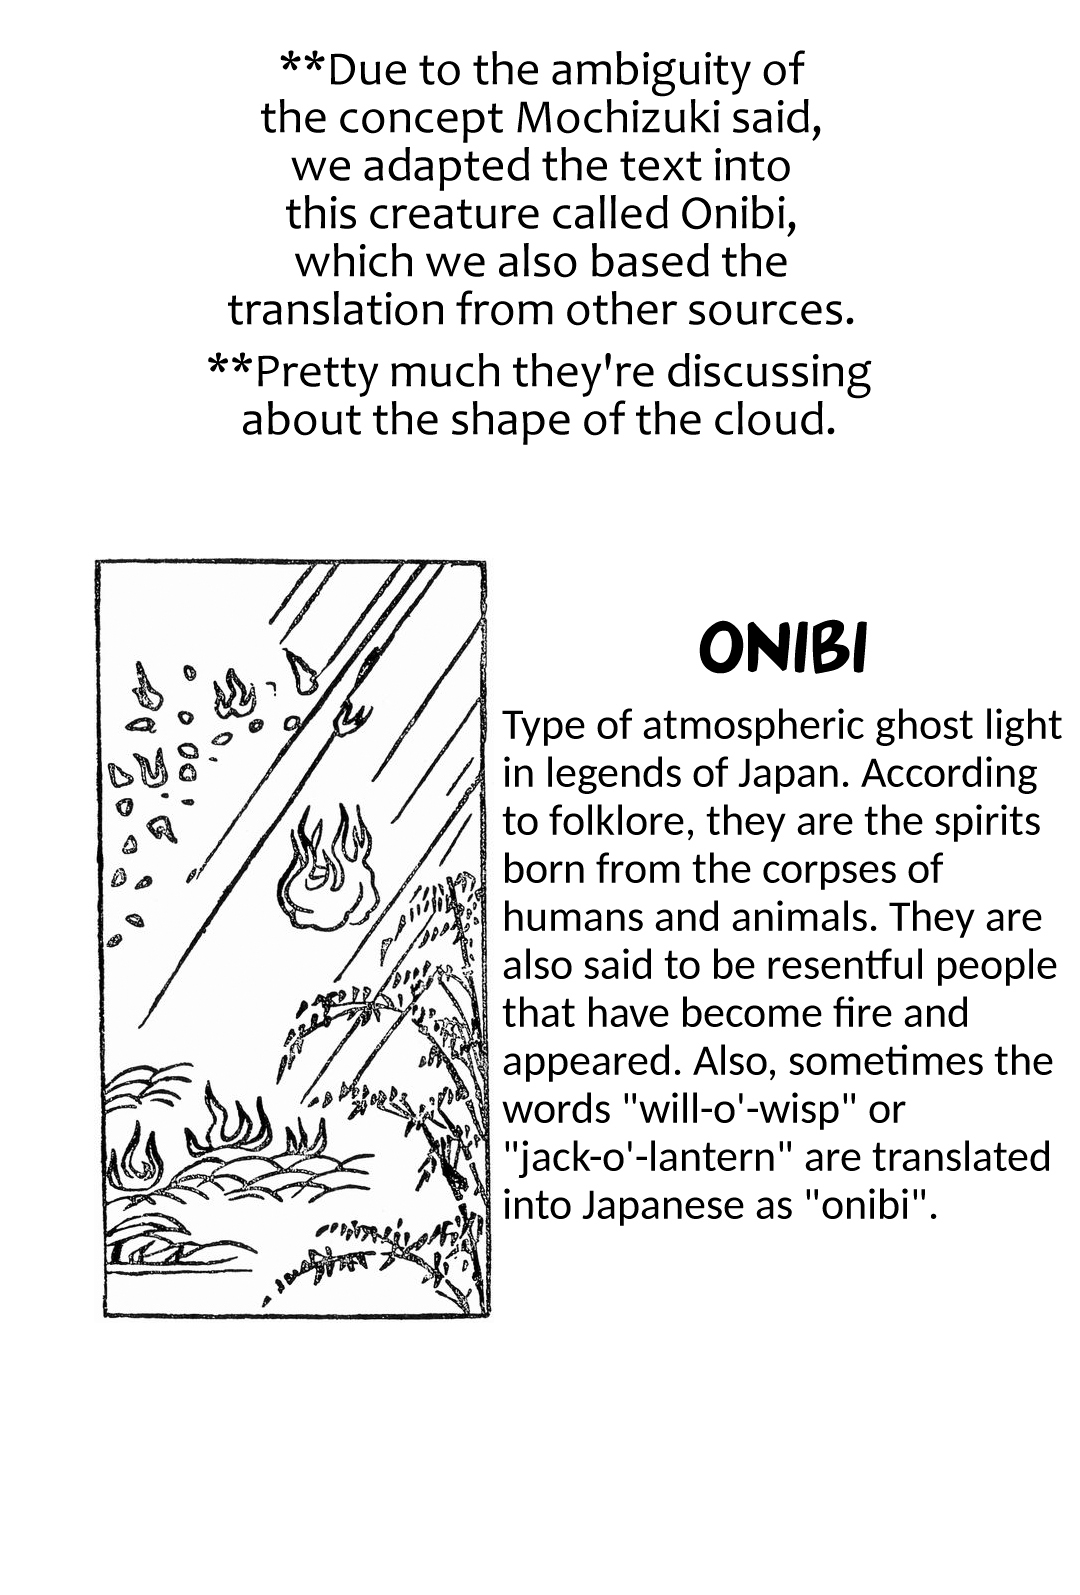 **Due to the ambiguity of
the concept Mochizuki said,
we adapted the text into
this creature called Onibi,
which we also based the
translation from other sources.
**Pretty much they're discussing
about the shape of the cloud.
ONIBI
Type of atmospheric ghost light
in legends of Japan. According
to folklore, they are the spirits
born from the corpses of
humans and animals. They are
also said to be resentful people
that have become fire and
appeared. Also, sometimes the
words "will-o'-wisp" or
"jack-o'-lantern" are translated
into Japanese as "onibi".